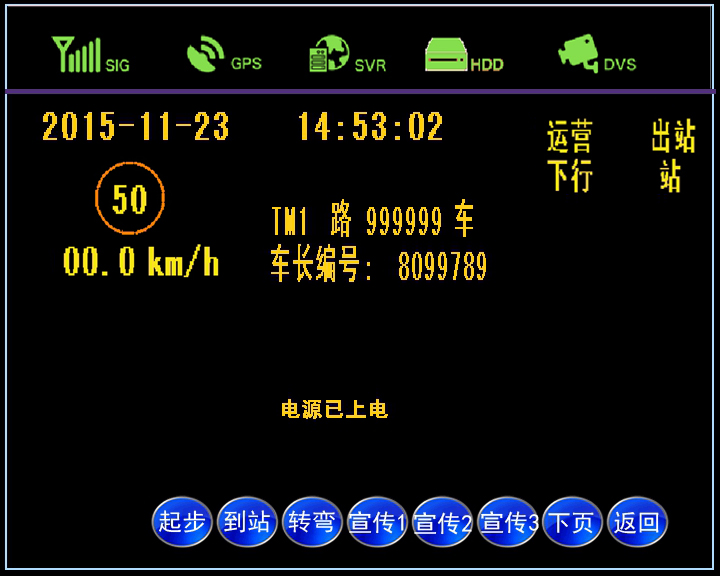 SIG GPS SVR HDD DVS
2015-11-23 14:53:02
运营 出站
下行 站
50
TM1 路 999999 车
00.0 km/h
车长编号: 8099789
电源已上电
起步 到站 转弯 宣传1 宣传2 宣传3 下页 返回